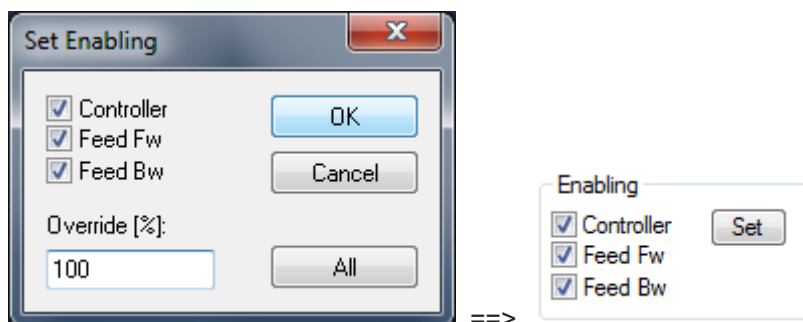 Set Enabling
Controller
Feed Fw
Feed Bw
OK
Cancel
Override [%]:
100
All
==>
Enabling
Controller
Set
Feed Fw
Feed Bw